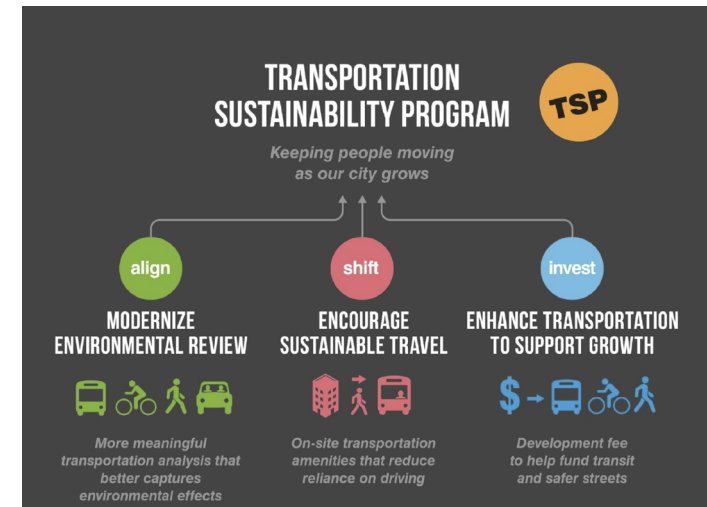 TRANSPORTATION
SUSTAINABILITY PROGRAM
TSP
Keeping people moving
as our city grows
align
MODERNIZE
ENVIRONMENTAL REVIEW
More meaningful
transportation analysis that
better captures
environmental effects
shift
ENCOURAGE
SUSTAINABLE TRAVEL
On-site transportation
amenities that reduce
reliance on driving
invest
ENHANCE TRANSPORTATION
TO SUPPORT GROWTH
$
Development fee
to help fund transit
and safer streets